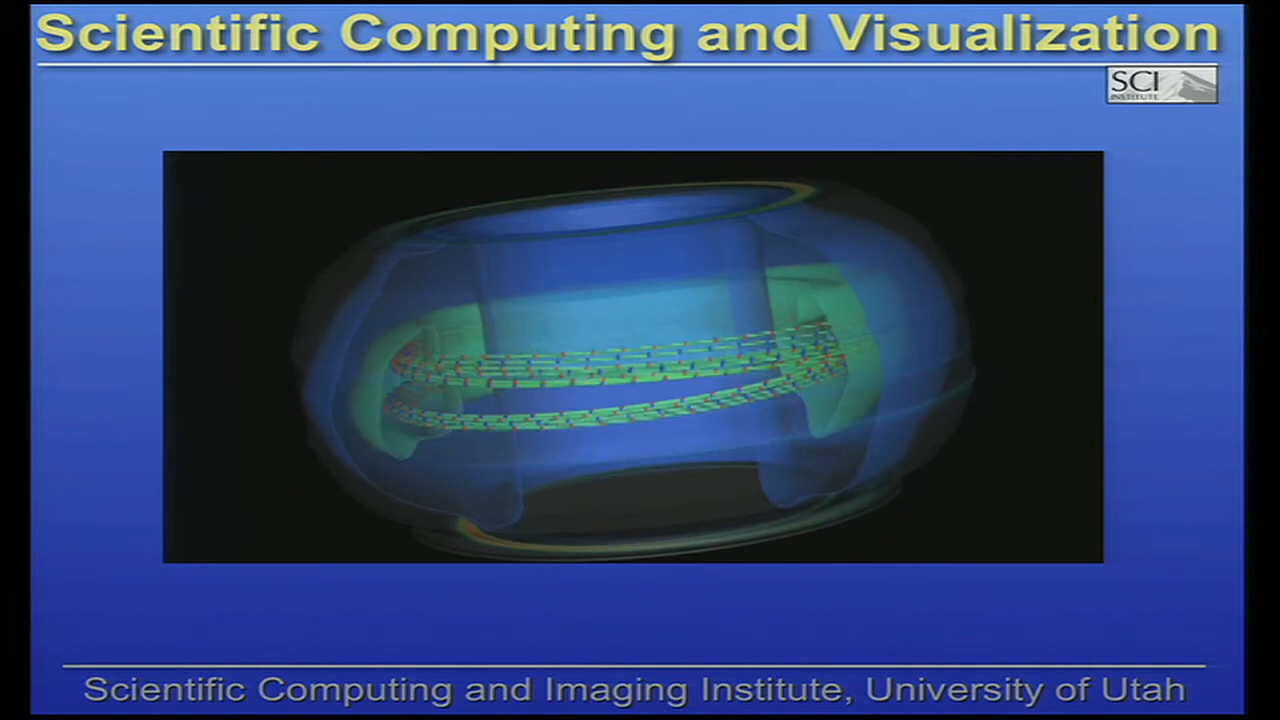 Scientific Computing and Visualization
SCI
INSTITUTE
Scientific Computing and Imaging Institute, University of Utah